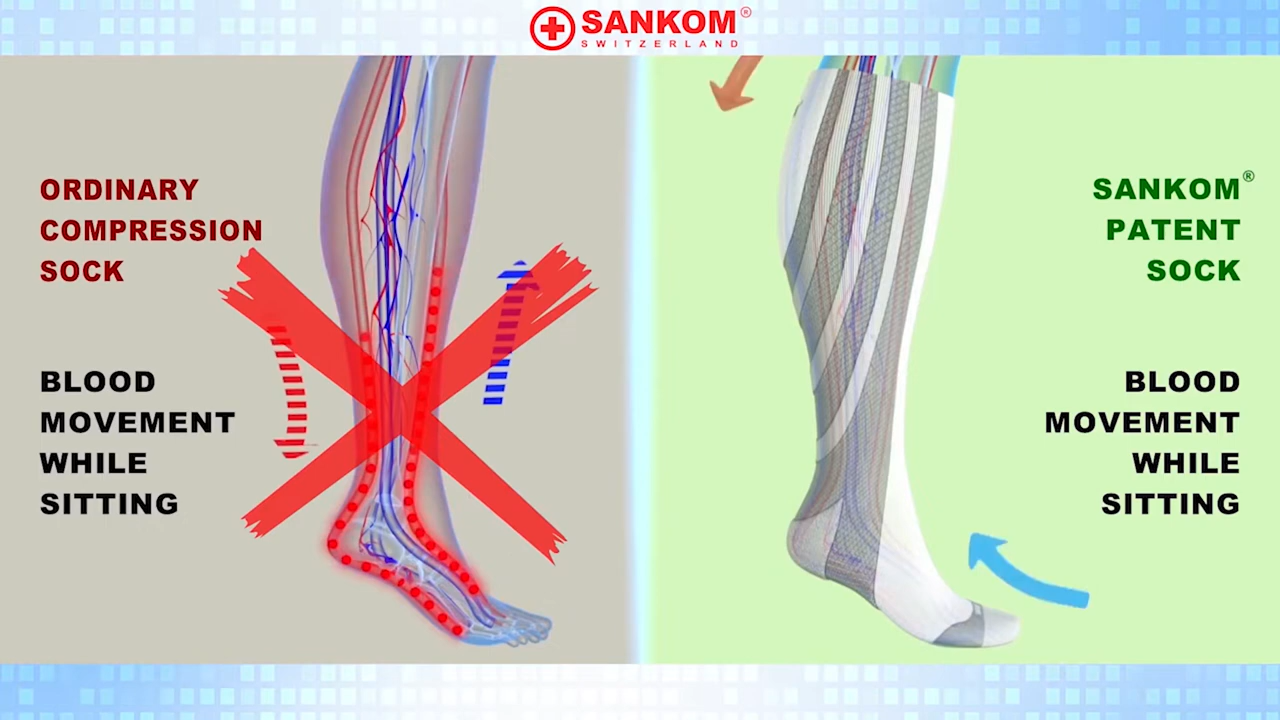 SANKOM®
SWITZERLAND
ORDINARY
COMPRESSION
SOCK
BLOOD
MOVEMENT
WHILE
SITTING
SANKOM®
PATENT
SOCK
BLOOD
MOVEMENT
WHILE
SITTING